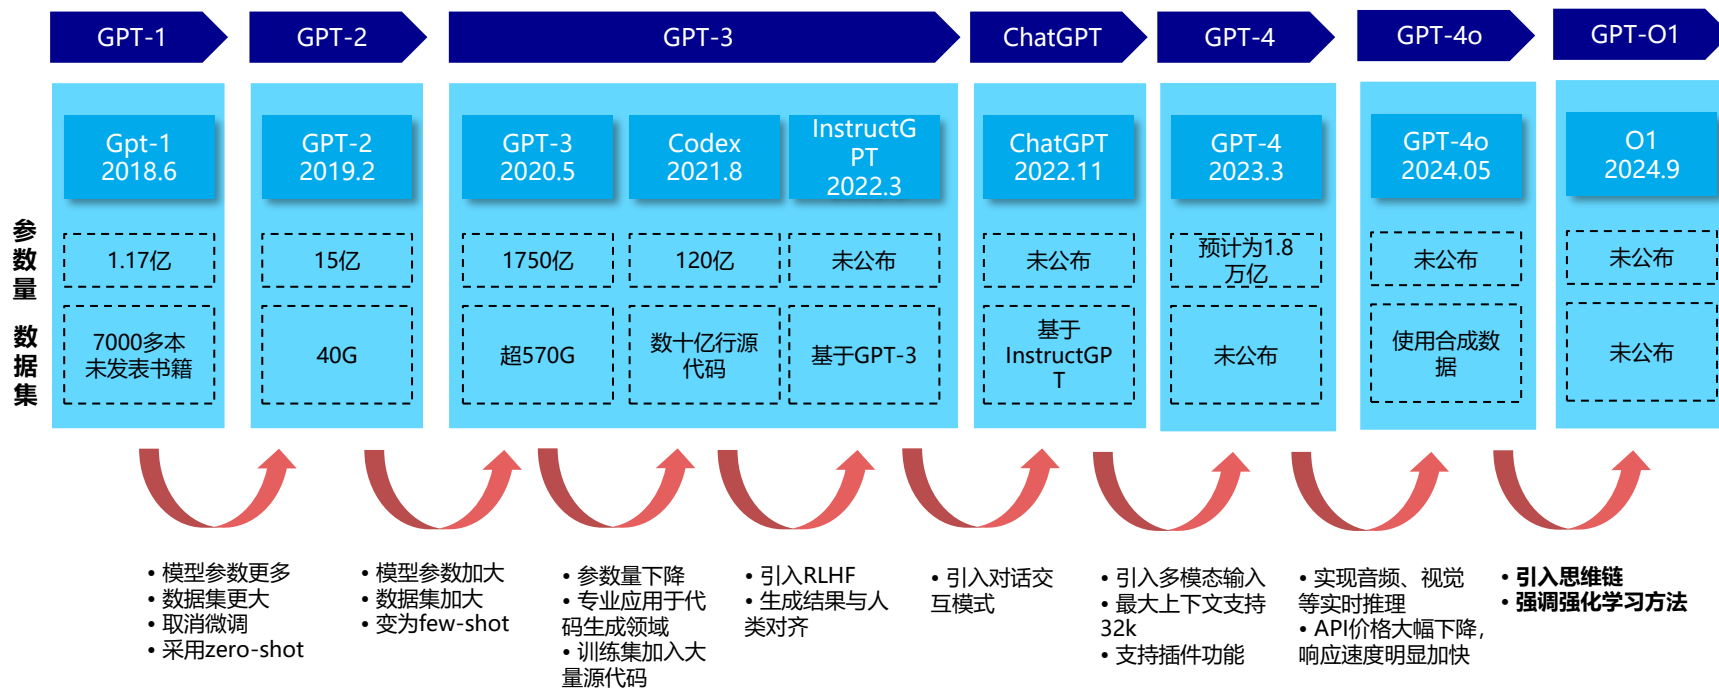 GPT-1
GPT-2
GPT-3
ChatGPT
GPT-4
GPT-4o
GPT-O1
Gpt-1
2018.6
GPT-2
2019.2
GPT-3
2020.5
Codex
2021.8
InstructG
PT
2022.3
ChatGPT
2022.11
GPT-4
2023.3
GPT-4o
2024.05
O1
2024.9
参数量
1.17亿
15亿
1750亿
120亿
未公布
未公布
预计为1.8
万亿
未公布
未公布
数据集
7000多本
未发表书籍
40G
超570G
数十亿行源
代码
基于GPT-3
基于
InstructGP
T
未公布
使用合成数
据
未公布
• 模型参数更多
• 数据集更大
• 取消微调
• 采用zero-shot
• 模型参数加大
• 数据集加大
• 变为few-shot
• 参数量下降
• 专业应用于代
码生成领域
• 训练集加入大
量源代码
• 引入RLHF
• 生成结果与人
类对齐
• 引入对话交
互模式
• 引入多模态输入
• 最大上下文支持
32k
• 支持插件功能
• 实现音频、视觉
等实时推理
• API价格大幅下降，
响应速度明显加快
• 引入思维链
• 强调强化学习方法